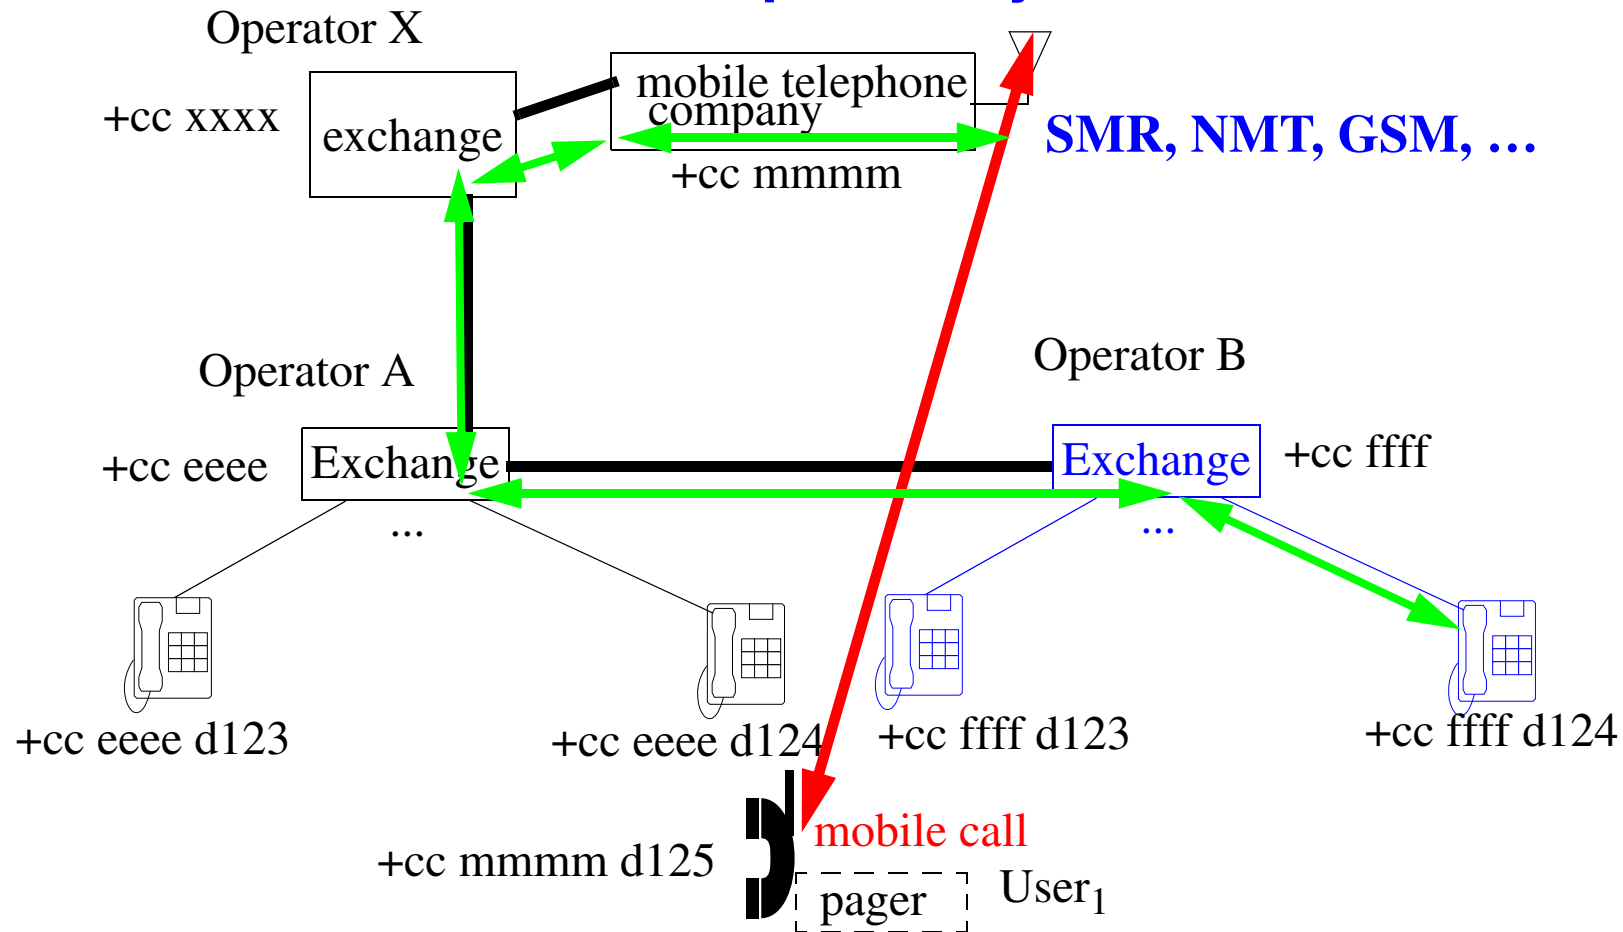 Operator X
mobile telephone
company
+cc xxxx
exchange
SMR, NMT, GSM, …
+cc mmmm
Operator A
Operator B
+cc eeee
Exchange
Exchange
+cc ffff
...
...
+cc eeee d123
+cc eeee d124
+cc ffff d123
+cc ffff d124
mobile call
+cc mmmm d125
pager
User1